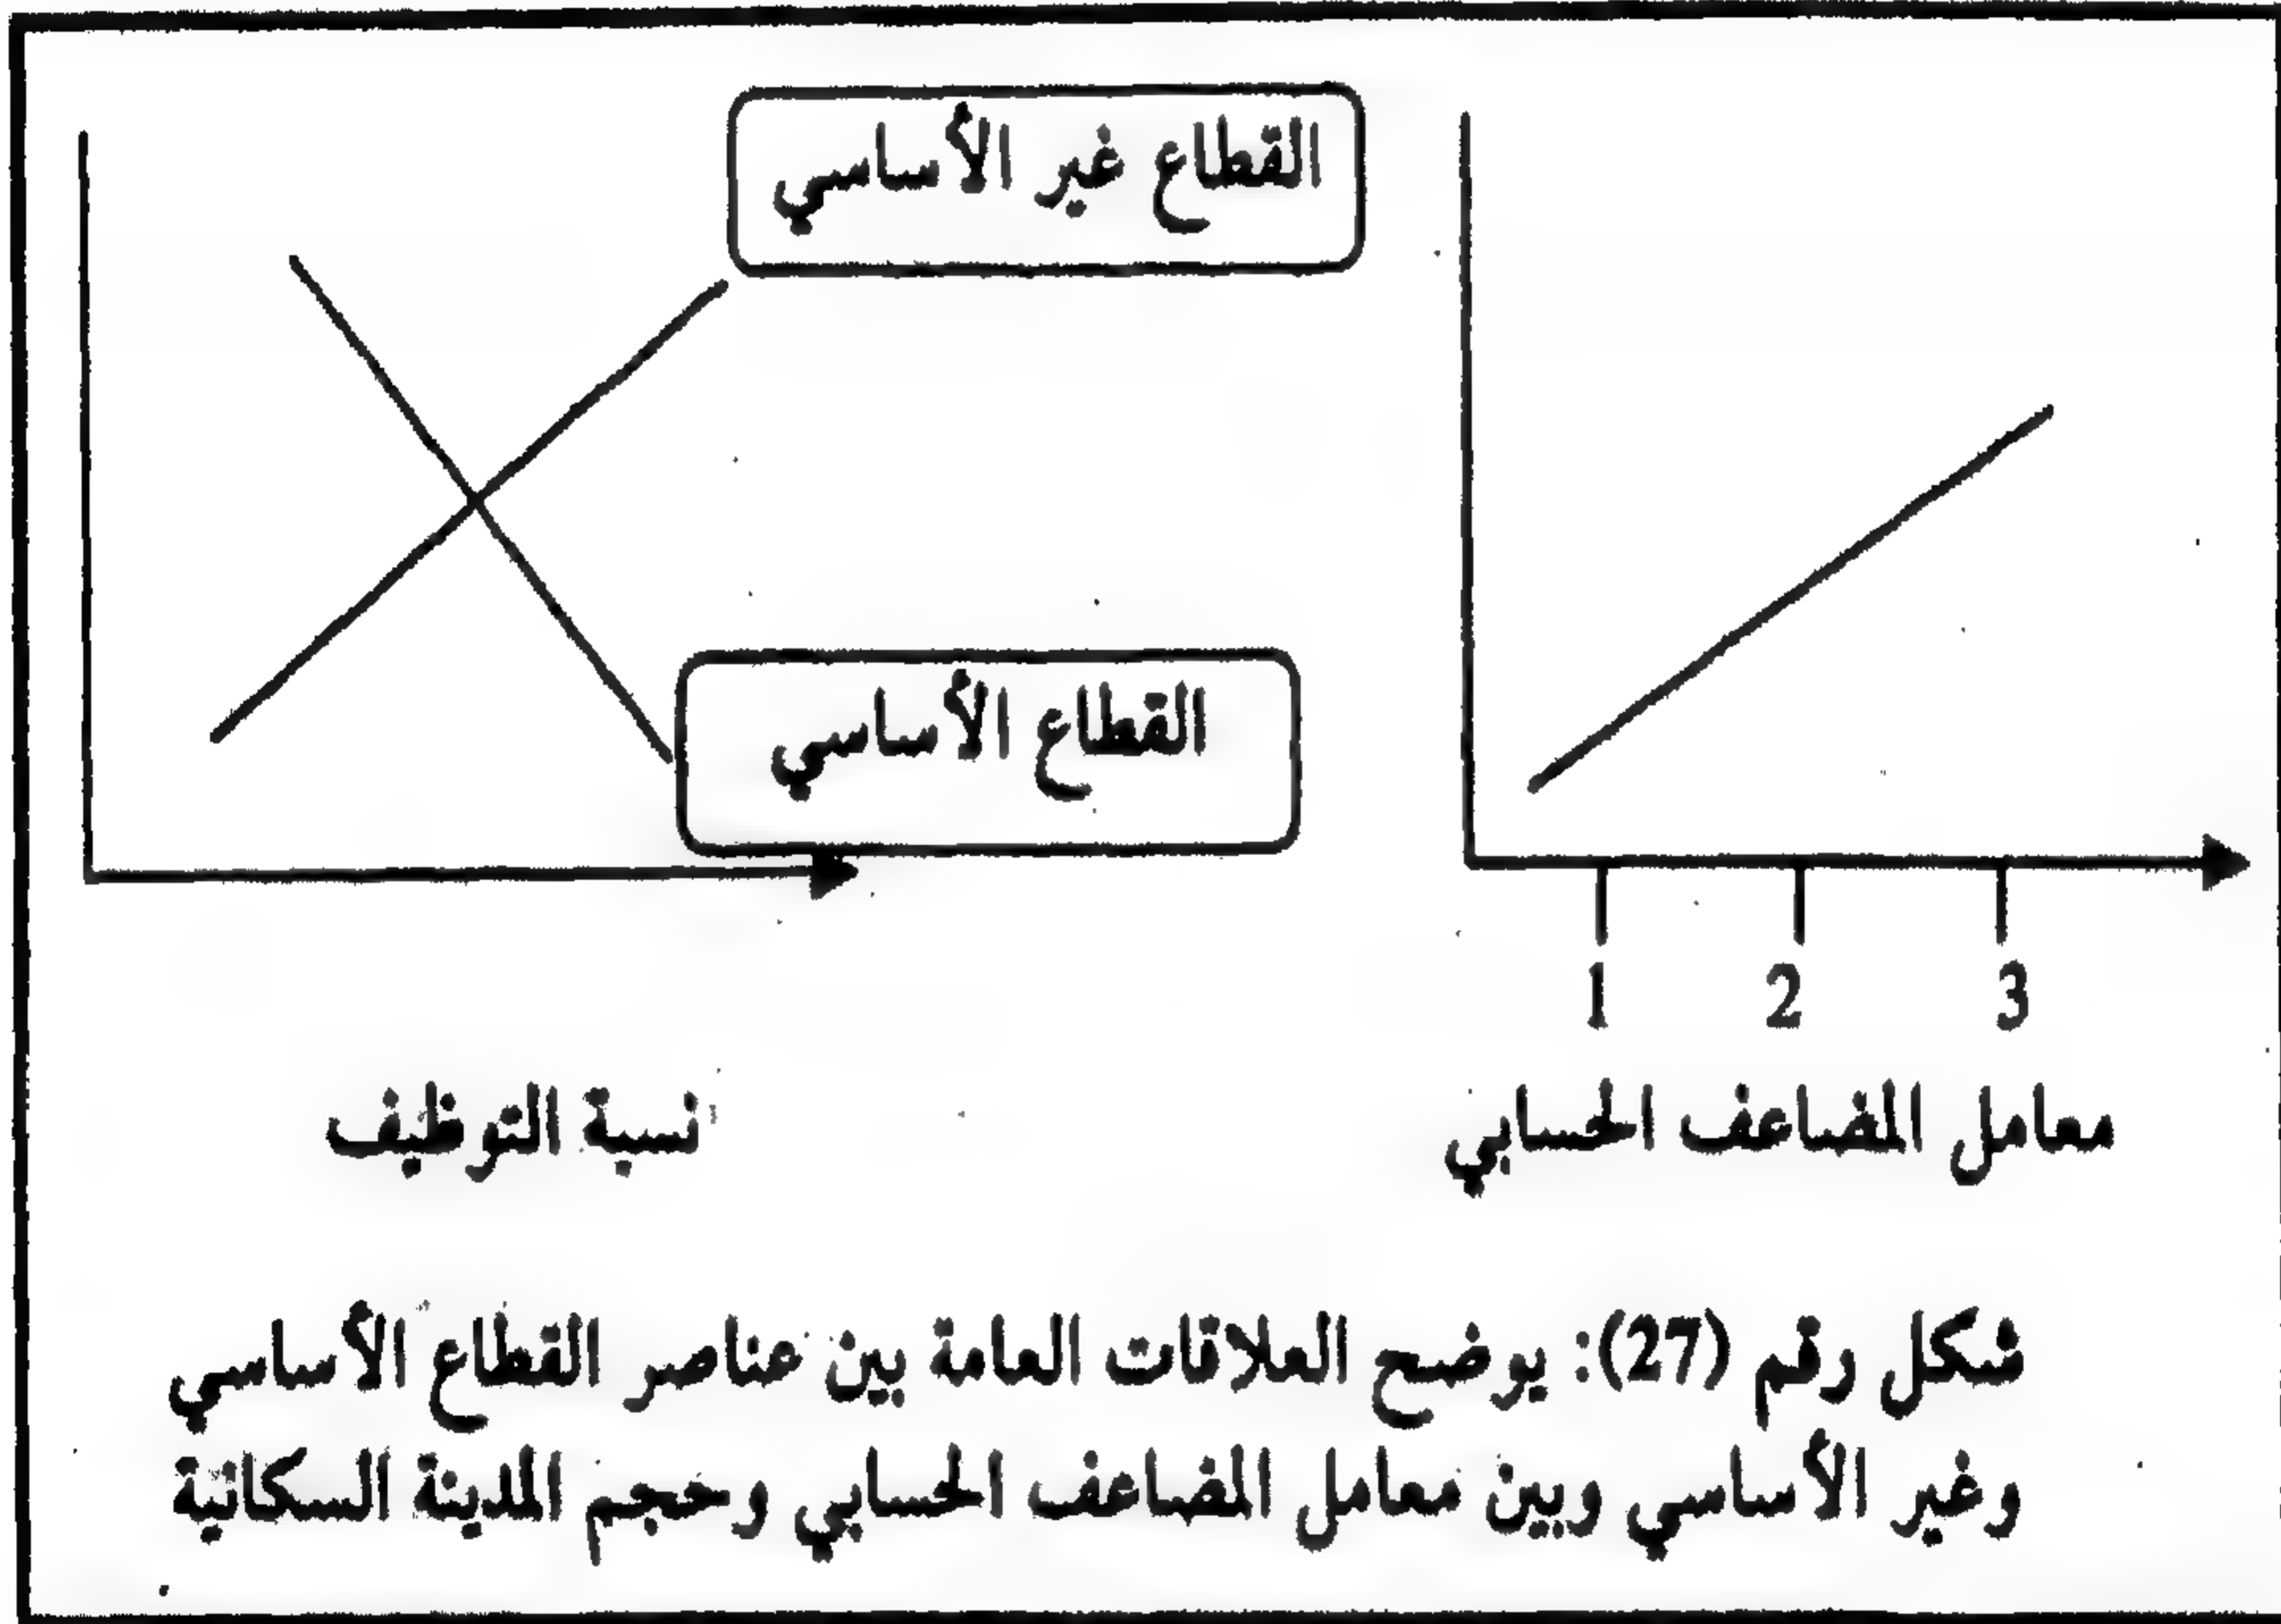 القطاع غير الأساسي
القطاع الأساسي
1 2 3
معامل المضاعف الحسابي
نسبة التوظيف
شكل رقم (27): يوضح العلاقات العامة بين عناصر القطاع الأساسي
وغير الأساسي وبين معامل المضاعف الحسابي وحجم المدينة السكانية